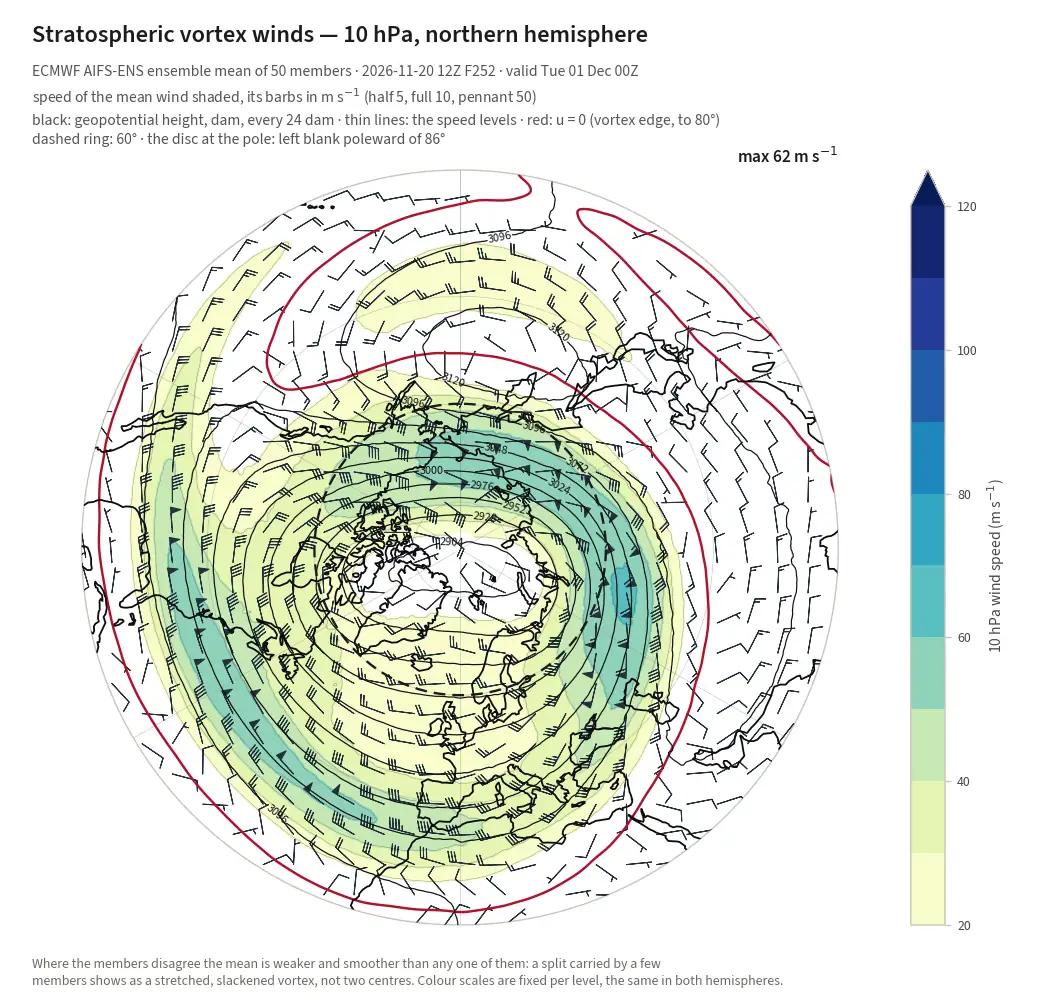 Stratospheric vortex winds — 10 hPa, northern hemisphere
ECMWF AIFS-ENS ensemble mean of 50 members · 2026-11-20 12Z F252 · valid Tue 01 Dec 00Z
speed of the mean wind shaded, its barbs in m s⁻¹ (half 5, full 10, pennant 50)
black: geopotential height, dam, every 24 dam · thin lines: the speed levels · red: u = 0 (vortex edge, to 80°)
dashed ring: 60° · the disc at the pole: left blank poleward of 86°
max 62 m s⁻¹
120
100
80
60
40
20
10 hPa wind speed (m s⁻¹)
3096
3120
3120
3096
3096
3048
3072
3000
2976
3024
2952
2928
2904
3096
Where the members disagree the mean is weaker and smoother than any one of them: a split carried by a few
members shows as a stretched, slackened vortex, not two centres. Colour scales are fixed per level, the same in both hemispheres.